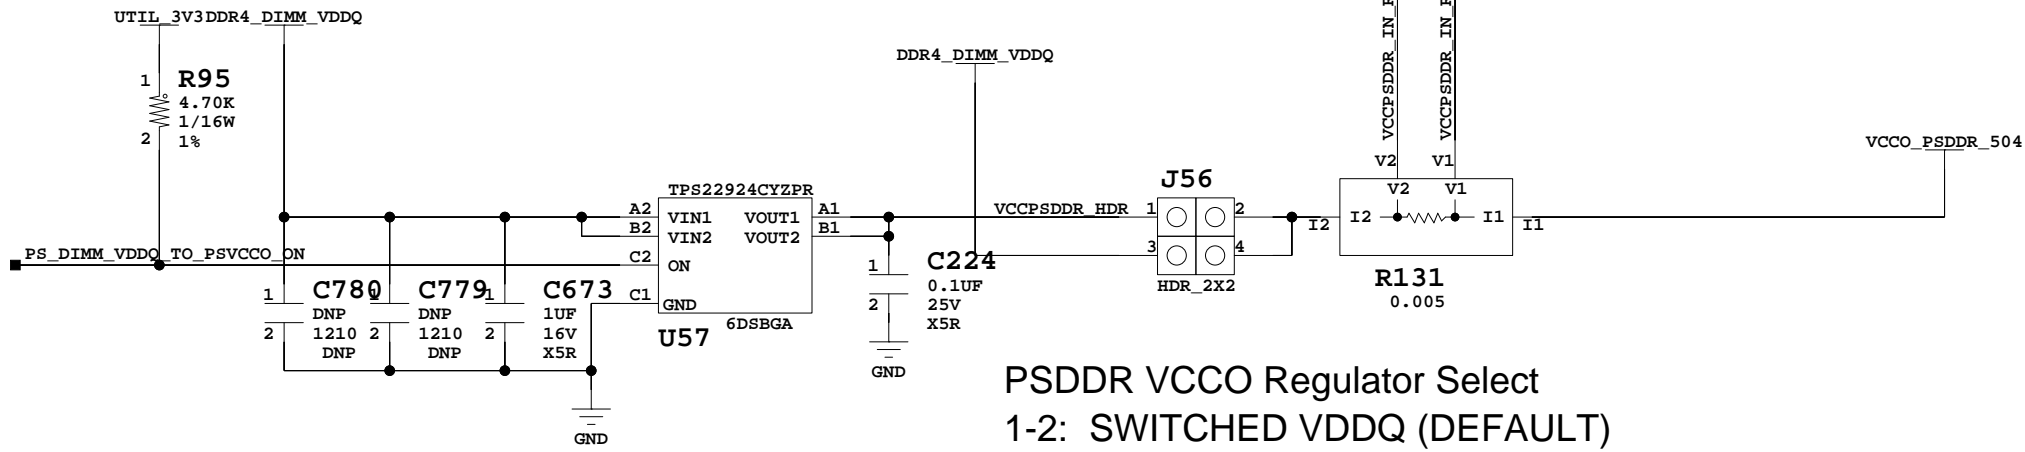 UTIL_3V3 DDR4_DIMM_VDDQ
1 R95
4.70K
1/16W
2 1%
PS_DIMM_VDDQ_TO_PSVCCO_ON
1 C780
DNP
2 1210
DNP
1 C779
DNP
2 1210
DNP
1 C673
1UF
2 16V
X5R
GND
TPS22924CYZPR
A2 VIN1 VOUT1 A1
B2 VIN2 VOUT2 B1
C2 ON
C1 GND
U57 6DSBGA
1 C224
0.1UF
2 25V
X5R
GND
DDR4_DIMM_VDDQ
VCCPSDDR_HDR
J56
1 2
3 4
HDR_2X2
VCCPSDDR_IN_
VCCPSDDR_IN_
V2 V1
V2 V1
I2 I2 I1 I1
R131
0.005
VCCO_PSDDR_504
PSDDR VCCO Regulator Select
1-2: SWITCHED VDDQ (DEFAULT)